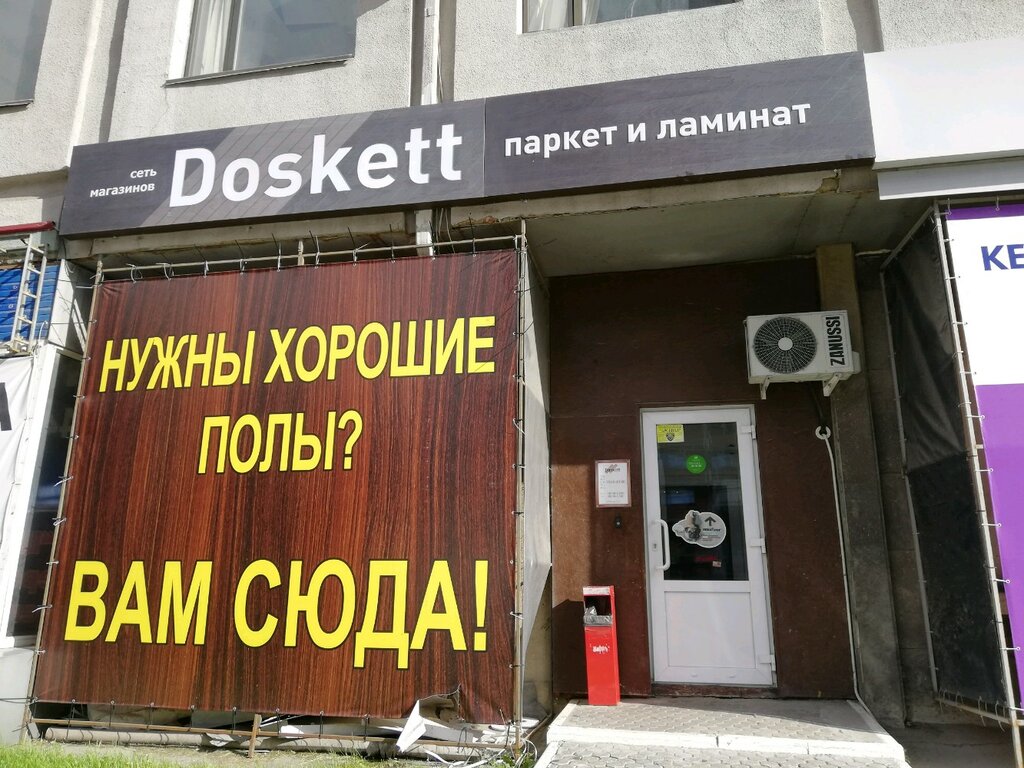 сеть
магазинов
Doskett
паркет и ламинат
НУЖНЫ ХОРОШИЕ
ПОЛЫ?
ВАМ СЮДА!
ZANUSSI
КЕ